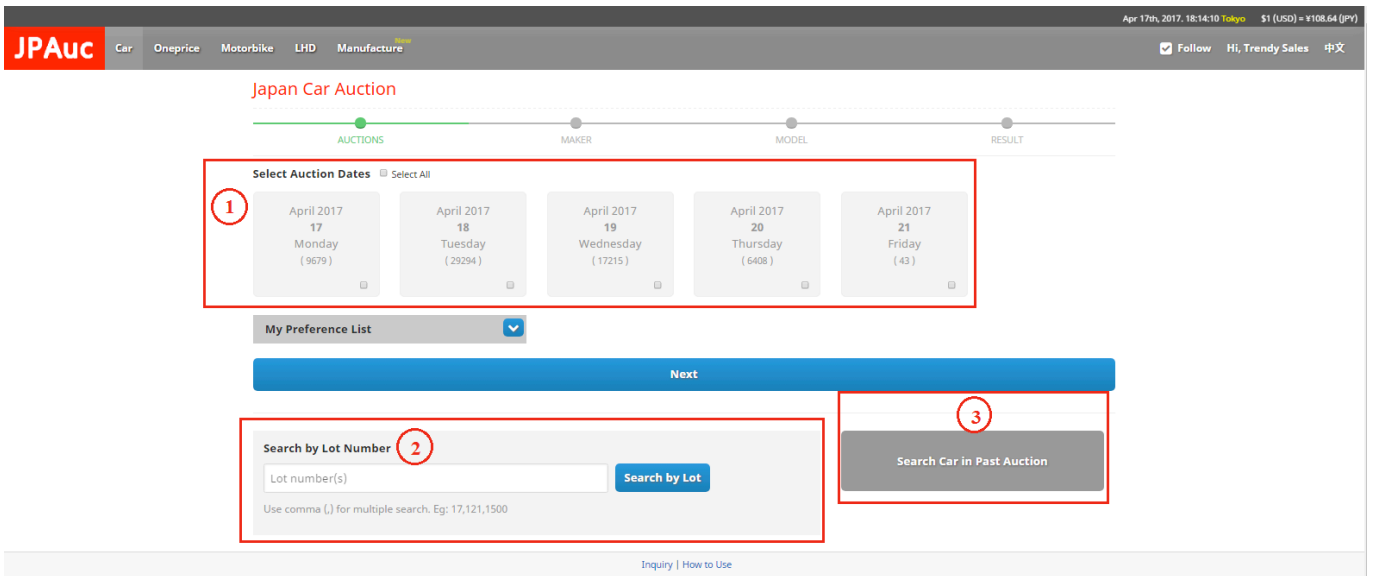 Apr 17th, 2017. 18:14:10 Tokyo $1 (USD) = ¥108.64 (JPY)
JPAuc Car Oneprice Motorbike LHD Manufacture New Follow Hi, Trendy Sales 中文
Japan Car Auction
AUCTIONS MAKER MODEL RESULT
Select Auction Dates Select All
1
April 2017 April 2017 April 2017 April 2017 April 2017
17 18 19 20 21
Monday Tuesday Wednesday Thursday Friday
( 9679 ) ( 29294 ) ( 17215 ) ( 6408 ) ( 43 )
My Preference List
Next
3
Search by Lot Number 2
Search Car in Past Auction
Lot number(s) Search by Lot
Use comma (,) for multiple search. Eg: 17,121,1500
Inquiry | How to Use